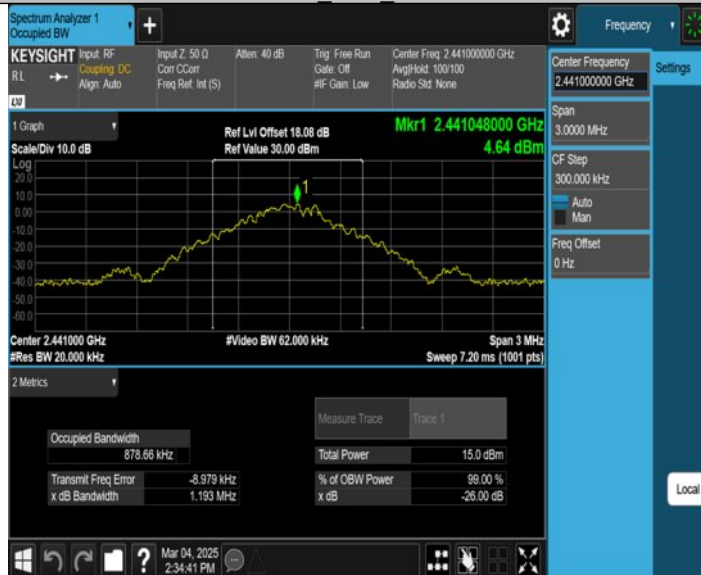 Spectrum Analyzer 1
Occupied BW
Frequency
KEYSIGHT
RL
LXI
Input: RF
Coupling: DC
Align: Auto
Input Z: 50 Ω
Corr CCorr
Freq Ref: Int (S)
Atten: 40 dB
Trig: Free Run
Gate: Off
#IF Gain: Low
Center Freq: 2.441000000 GHz
Avg|Hold: 100/100
Radio Std: None
Center Frequency
2.441000000 GHz
Settings
Span
3.0000 MHz
CF Step
300.000 kHz
Auto
Man
Freq Offset
0 Hz
1 Graph
Scale/Div 10.0 dB
Ref Lvl Offset 18.08 dB
Ref Value 30.00 dBm
Mkr1 2.441048000 GHz
4.64 dBm
Log
20.0
10.0
0.00
-10.0
-20.0
-30.0
-40.0
-50.0
-60.0
1
Center 2.441000 GHz
#Res BW 20.000 kHz
#Video BW 62.000 kHz
Span 3 MHz
Sweep 7.20 ms (1001 pts)
2 Metrics
Measure Trace Trace 1
Occupied Bandwidth
878.66 kHz
Total Power 15.0 dBm
Transmit Freq Error -8.979 kHz
% of OBW Power 99.00 %
x dB Bandwidth 1.193 MHz
x dB -26.00 dB
Local
?
Mar 04, 2025
2:34:41 PM